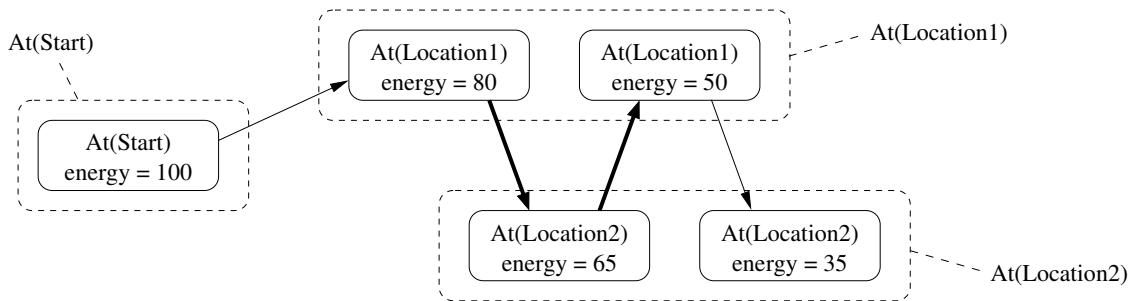 At(Start)
At(Location1)
energy = 80
At(Location1)
energy = 50
At(Location1)
At(Start)
energy = 100
At(Location2)
energy = 65
At(Location2)
energy = 35
At(Location2)